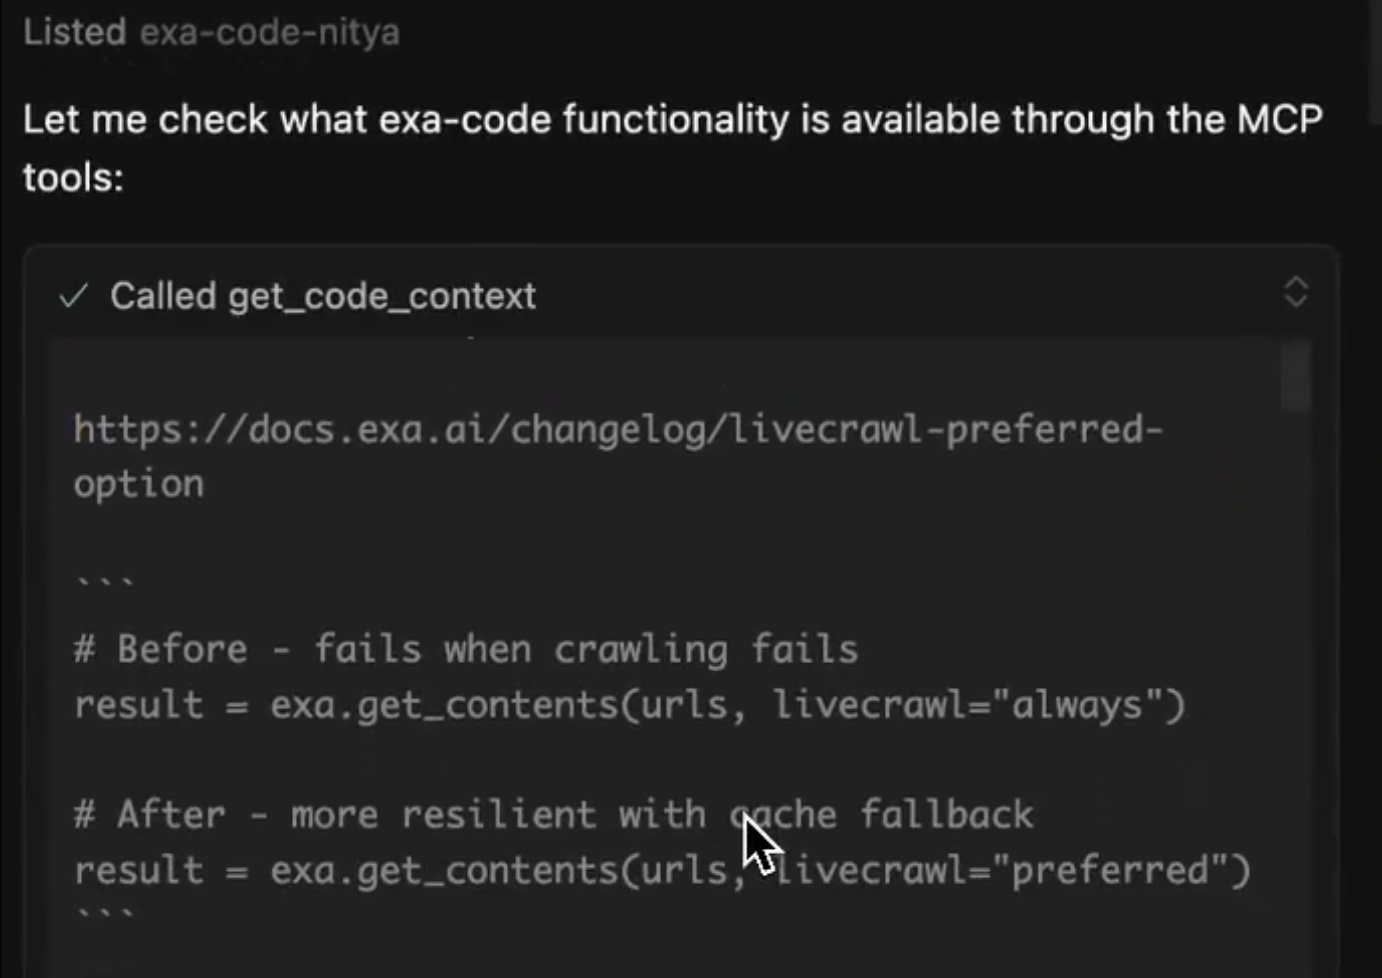 Listed exa-code-nitya
Let me check what exa-code functionality is available through the MCP
tools:
✓ Called get_code_context
https://docs.exa.ai/changelog/livecrawl-preferred-
option
```
# Before - fails when crawling fails
result = exa.get_contents(urls, livecrawl="always")
# After - more resilient with cache fallback
result = exa.get_contents(urls, livecrawl="preferred")
```